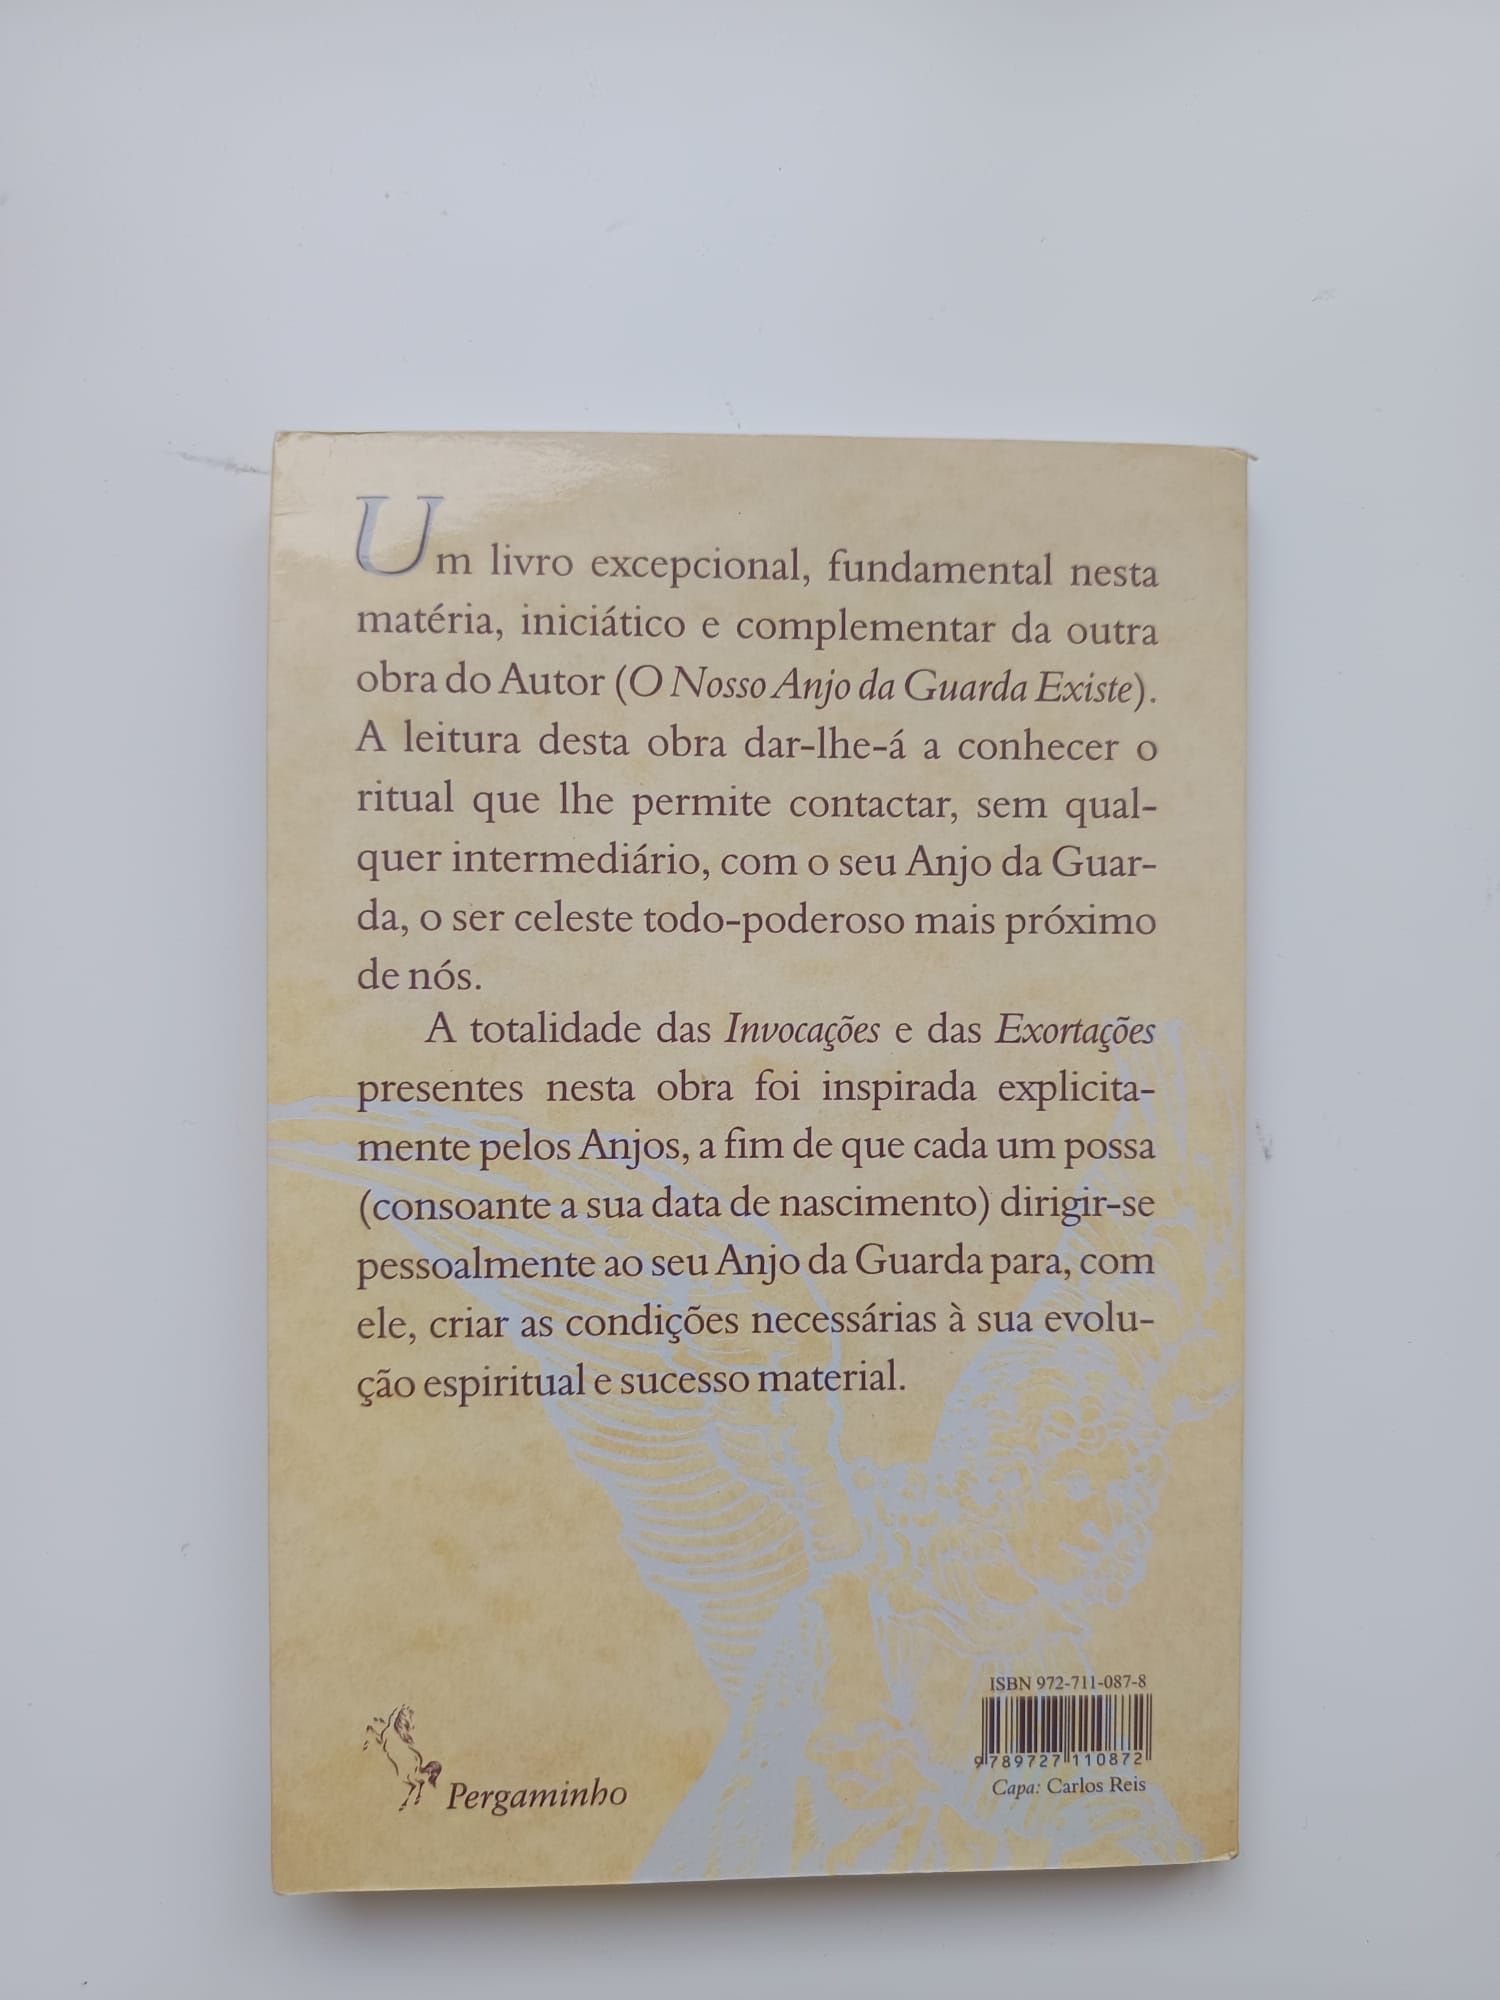 Um livro excepcional, fundamental nesta
matéria, iniciático e complementar da outra
obra do Autor (O Nosso Anjo da Guarda Existe).
A leitura desta obra dar-lhe-á a conhecer o
ritual que lhe permite contactar, sem qual-
quer intermediário, com o seu Anjo da Guar-
da, o ser celeste todo-poderoso mais próximo
de nós.
A totalidade das Invocações e das Exortações
presentes nesta obra foi inspirada explicita-
mente pelos Anjos, a fim de que cada um possa
(consoante a sua data de nascimento) dirigir-se
pessoalmente ao seu Anjo da Guarda para, com
ele, criar as condições necessárias à sua evolu-
ção espiritual e sucesso material.
ISBN 972-711-087-8
9789727110872
Capa: Carlos Reis
Pergaminho